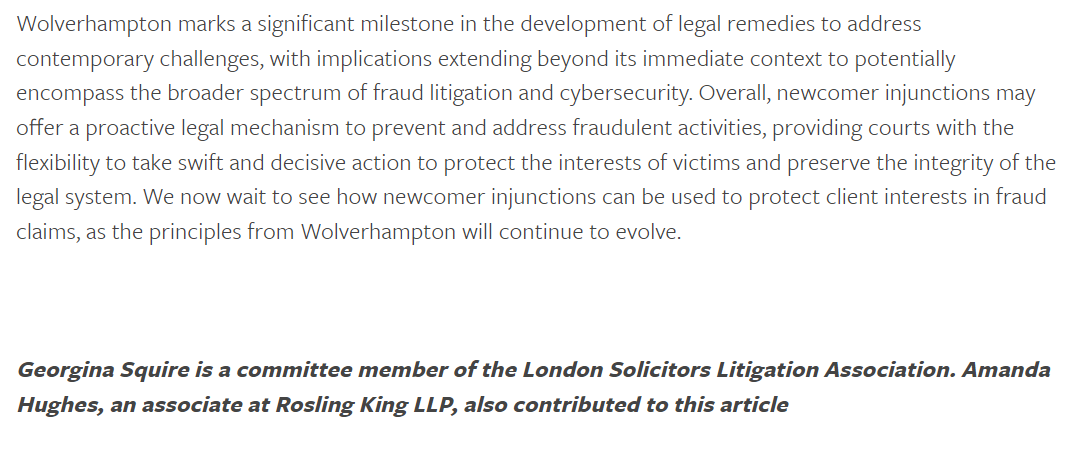 Wolverhampton marks a significant milestone in the development of legal remedies to address
contemporary challenges, with implications extending beyond its immediate context to potentially
encompass the broader spectrum of fraud litigation and cybersecurity. Overall, newcomer injunctions may
offer a proactive legal mechanism to prevent and address fraudulent activities, providing courts with the
flexibility to take swift and decisive action to protect the interests of victims and preserve the integrity of the
legal system. We now wait to see how newcomer injunctions can be used to protect client interests in fraud
claims, as the principles from Wolverhampton will continue to evolve.
Georgina Squire is a committee member of the London Solicitors Litigation Association. Amanda
Hughes, an associate at Rosling King LLP, also contributed to this article